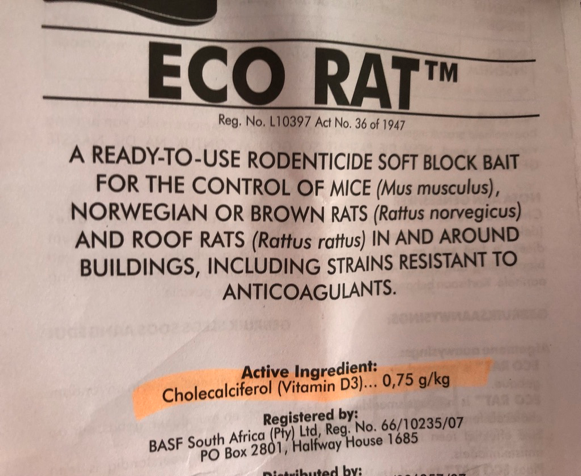 ECO RAT™
Reg. No. L10397 Act No. 36 of 1947
A READY-TO-USE RODENTICIDE SOFT BLOCK BAIT
FOR THE CONTROL OF MICE (Mus musculus),
NORWEGIAN OR BROWN RATS (Rattus norvegicus)
AND ROOF RATS (Rattus rattus) IN AND AROUND
BUILDINGS, INCLUDING STRAINS RESISTANT TO
ANTICOAGULANTS.
Active Ingredient:
Cholecalciferol (Vitamin D3)... 0,75 g/kg
Registered by:
BASF South Africa (Pty) Ltd, Reg. No. 66/10235/07
PO Box 2801, Halfway House 1685
Distributed by: